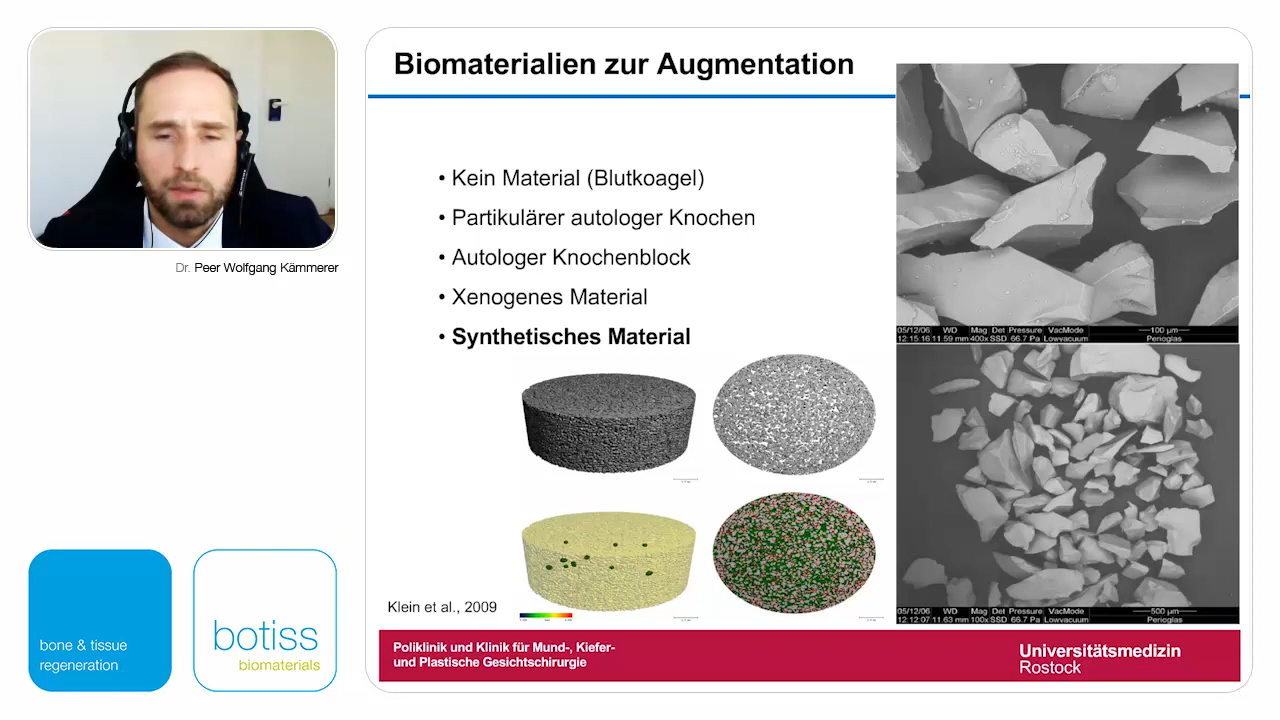 Biomaterialien zur Augmentation
• Kein Material (Blutkoagel)
• Partikulärer autologer Knochen
• Autologer Knochenblock
• Xenogenes Material
• Synthetisches Material
05/12/06 WD Mag Det Pressure VacMode 100 µm
12:15:16 11.59 mm 400x SSD 66.7 Pa Lowvacuum Perioglas
05/12/06 WD Mag Det Pressure VacMode 500 µm
12:12:07 11.63 mm 100x SSD 66.7 Pa Lowvacuum Perioglas
Klein et al., 2009
Poliklinik und Klinik für Mund-, Kiefer-
und Plastische Gesichtschirurgie
Universitätsmedizin
Rostock
Dr. Peer Wolfgang Kämmerer
bone & tissue
regeneration
botiss
biomaterials